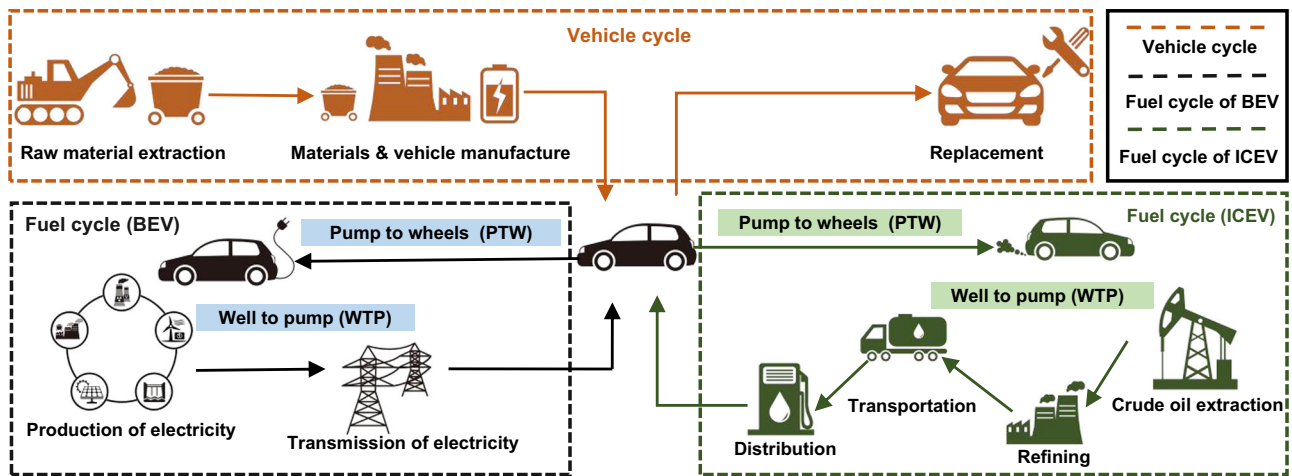 Vehicle cycle
Raw material extraction
Materials & vehicle manufacture
Replacement
Vehicle cycle
Fuel cycle of BEV
Fuel cycle of ICEV
Fuel cycle (BEV)
Pump to wheels (PTW)
Well to pump (WTP)
Production of electricity
Transmission of electricity
Pump to wheels (PTW)
Fuel cycle (ICEV)
Well to pump (WTP)
Transportation
Crude oil extraction
Distribution
Refining